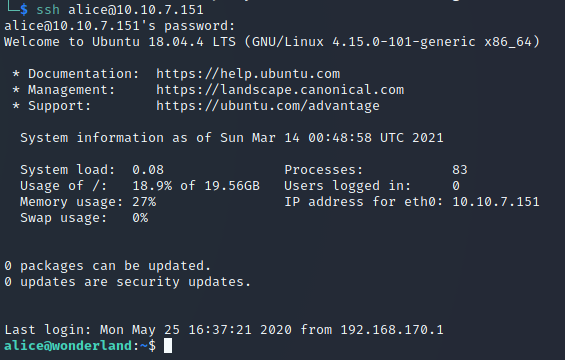 └─$ ssh alice@10.10.7.151
alice@10.10.7.151's password:
Welcome to Ubuntu 18.04.4 LTS (GNU/Linux 4.15.0-101-generic x86_64)
* Documentation:  https://help.ubuntu.com
* Management:     https://landscape.canonical.com
* Support:        https://ubuntu.com/advantage
System information as of Sun Mar 14 00:48:58 UTC 2021
System load:  0.08               Processes:           83
Usage of /:   18.9% of 19.56GB   Users logged in:     0
Memory usage: 27%                IP address for eth0: 10.10.7.151
Swap usage:   0%
0 packages can be updated.
0 updates are security updates.
Last login: Mon May 25 16:37:21 2020 from 192.168.170.1
alice@wonderland:~$